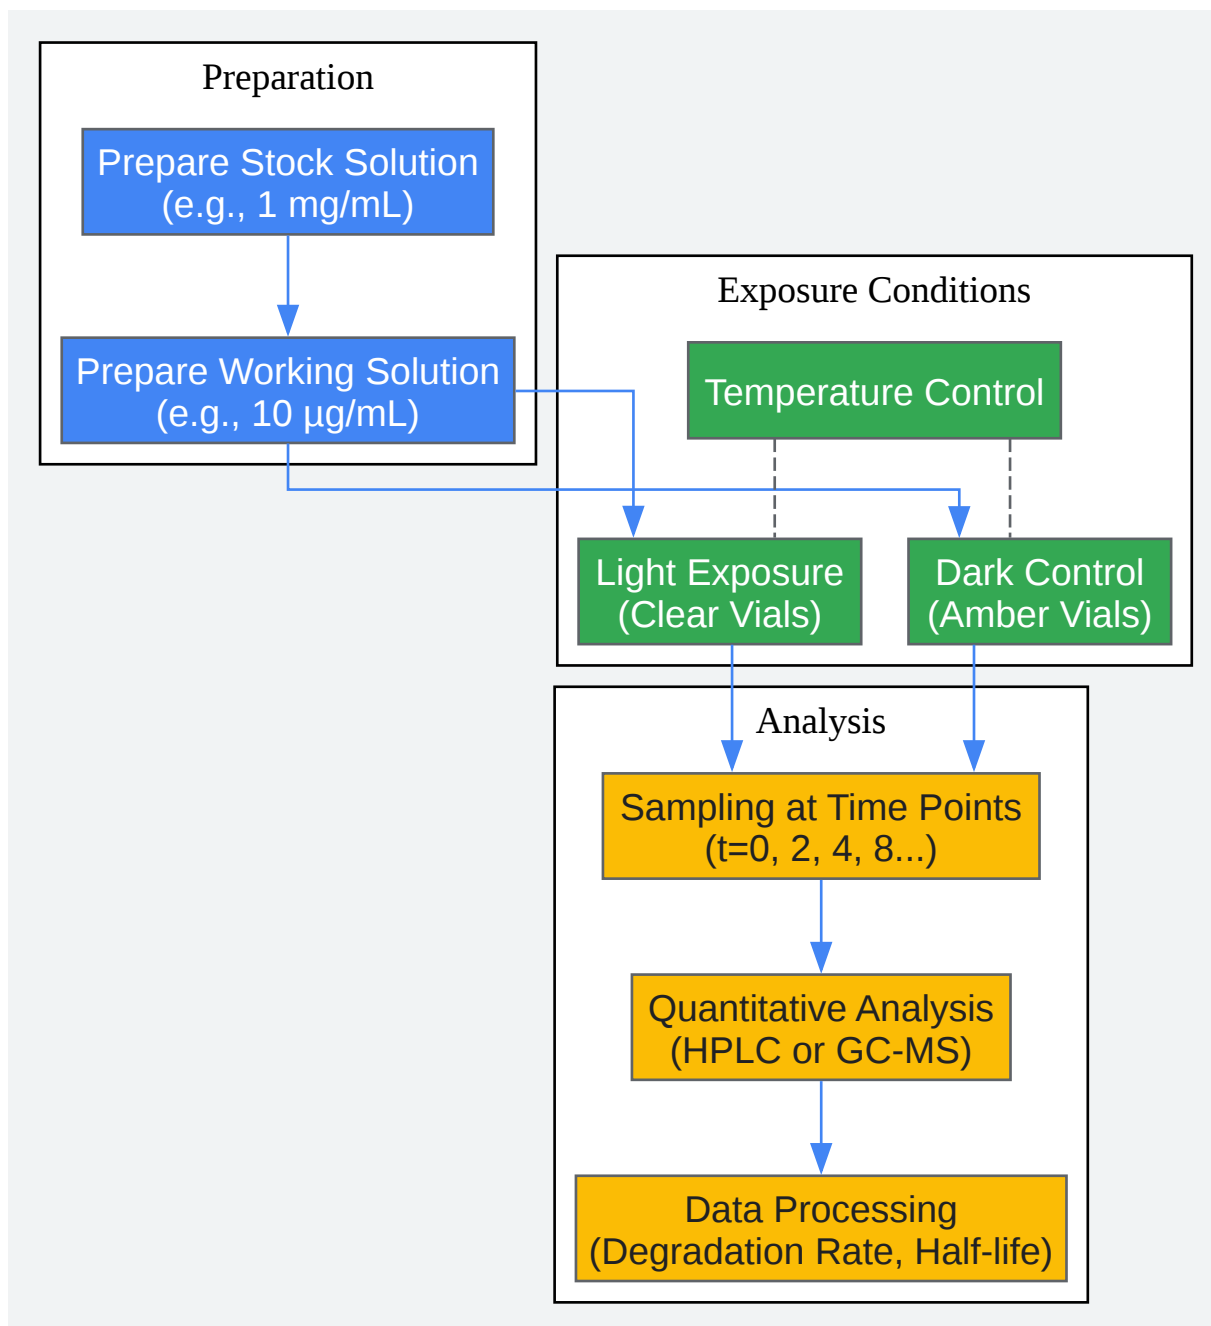 Preparation
Prepare Stock Solution
(e.g., 1 mg/mL)
Prepare Working Solution
(e.g., 10 µg/mL)
Exposure Conditions
Temperature Control
Light Exposure
(Clear Vials)
Dark Control
(Amber Vials)
Analysis
Sampling at Time Points
(t=0, 2, 4, 8...)
Quantitative Analysis
(HPLC or GC-MS)
Data Processing
(Degradation Rate, Half-life)